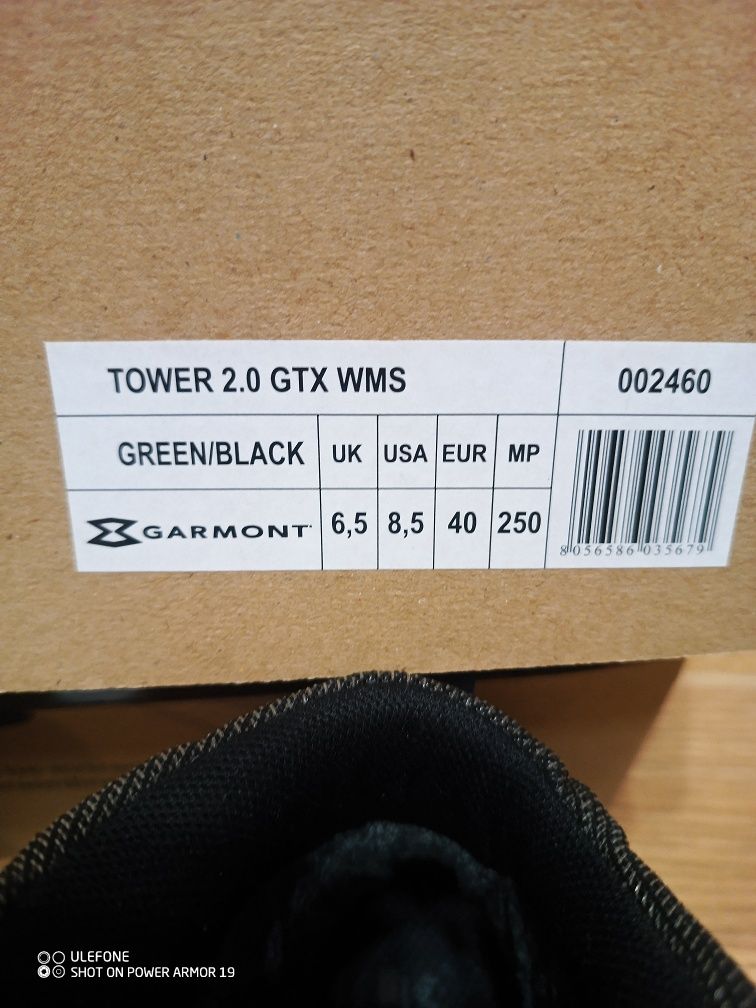 TOWER 2.0 GTX WMS 002460
GREEN/BLACK UK USA EUR MP
GARMONT 6,5 8,5 40 250
8 056586 035679
ULEFONE
SHOT ON POWER ARMOR 19